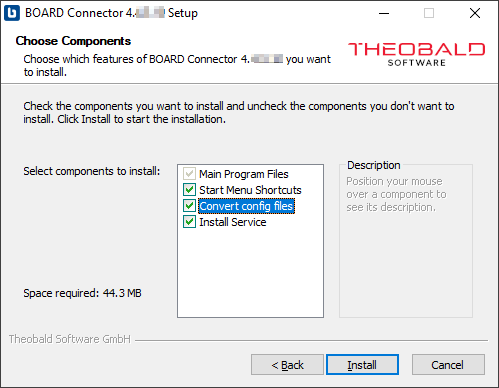 BOARD Connector 4. Setup
Choose Components
Choose which features of BOARD Connector 4. you want
to install.
THEOBALD
SOFTWARE
Check the components you want to install and uncheck the components you don't want to
install. Click Install to start the installation.
Select components to install:
Main Program Files
Start Menu Shortcuts
Convert config files
Install Service
Description
Position your mouse
over a component to
see its description.
Space required: 44.3 MB
Theobald Software GmbH
< Back
Install
Cancel